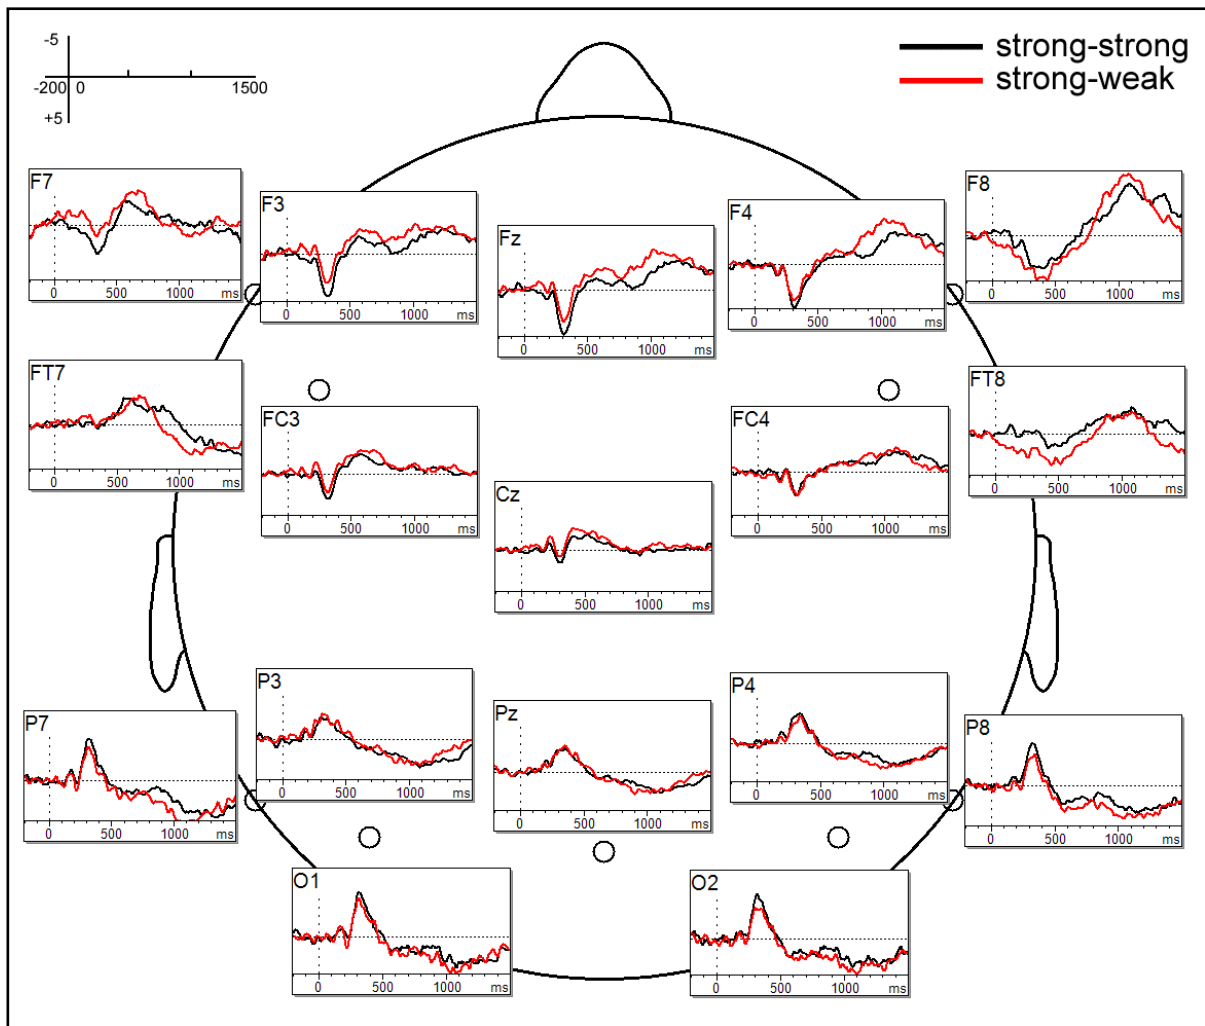 -5
-200 0 1500
+5
strong-strong
strong-weak
F7
0 500 1000 ms
F3
0 500 1000 ms
Fz
0 500 1000 ms
F4
0 500 1000 ms
F8
0 500 1000 ms
FT7
0 500 1000 ms
FC3
0 500 1000 ms
Cz
0 500 1000 ms
FC4
0 500 1000 ms
FT8
0 500 1000 ms
P7
0 500 1000 ms
P3
0 500 1000 ms
Pz
0 500 1000 ms
P4
0 500 1000 ms
P8
0 500 1000 ms
O1
0 500 1000 ms
O2
0 500 1000 ms